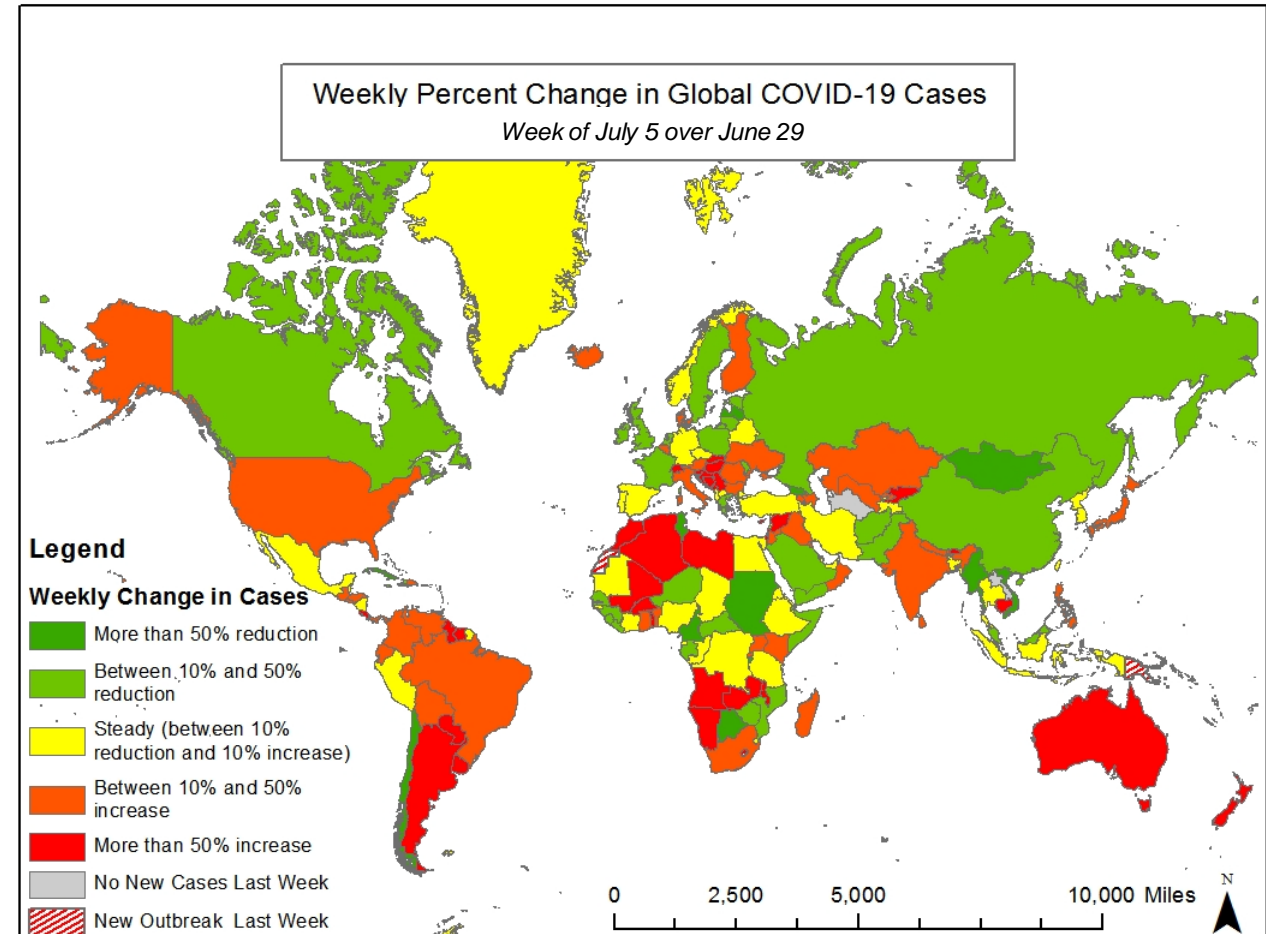 Weekly Percent Change in Global COVID-19 Cases
Week of July 5 over June 29
Legend
Weekly Change in Cases
More than 50% reduction
Between 10% and 50%
reduction
Steady (between 10%
reduction and 10% increase)
Between 10% and 50%
increase
More than 50% increase
No New Cases Last Week
New Outbreak Last Week
0 2,500 5,000 10,000 Miles
N